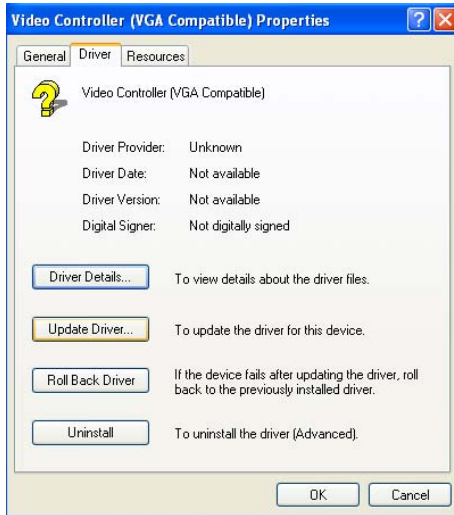 Video Controller (VGA Compatible) Properties
General Driver Resources
Video Controller (VGA Compatible)
Driver Provider: Unknown
Driver Date: Not available
Driver Version: Not available
Digital Signer: Not digitally signed
Driver Details... To view details about the driver files.
Update Driver... To update the driver for this device.
Roll Back Driver If the device fails after updating the driver, roll
back to the previously installed driver.
Uninstall To uninstall the driver (Advanced).
OK Cancel